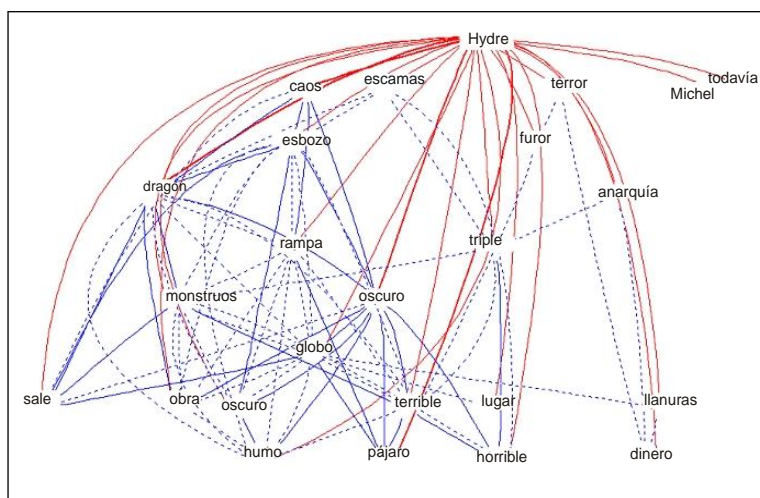 Hydre
caos
escamas
terror
todavía
Michel
esbozo
furor
dragón
anarquía
rampa
triple
monstruos
oscuro
globo
sale
obra
oscuro
terrible
lugar
llanuras
humo
pájaro
horrible
dinero